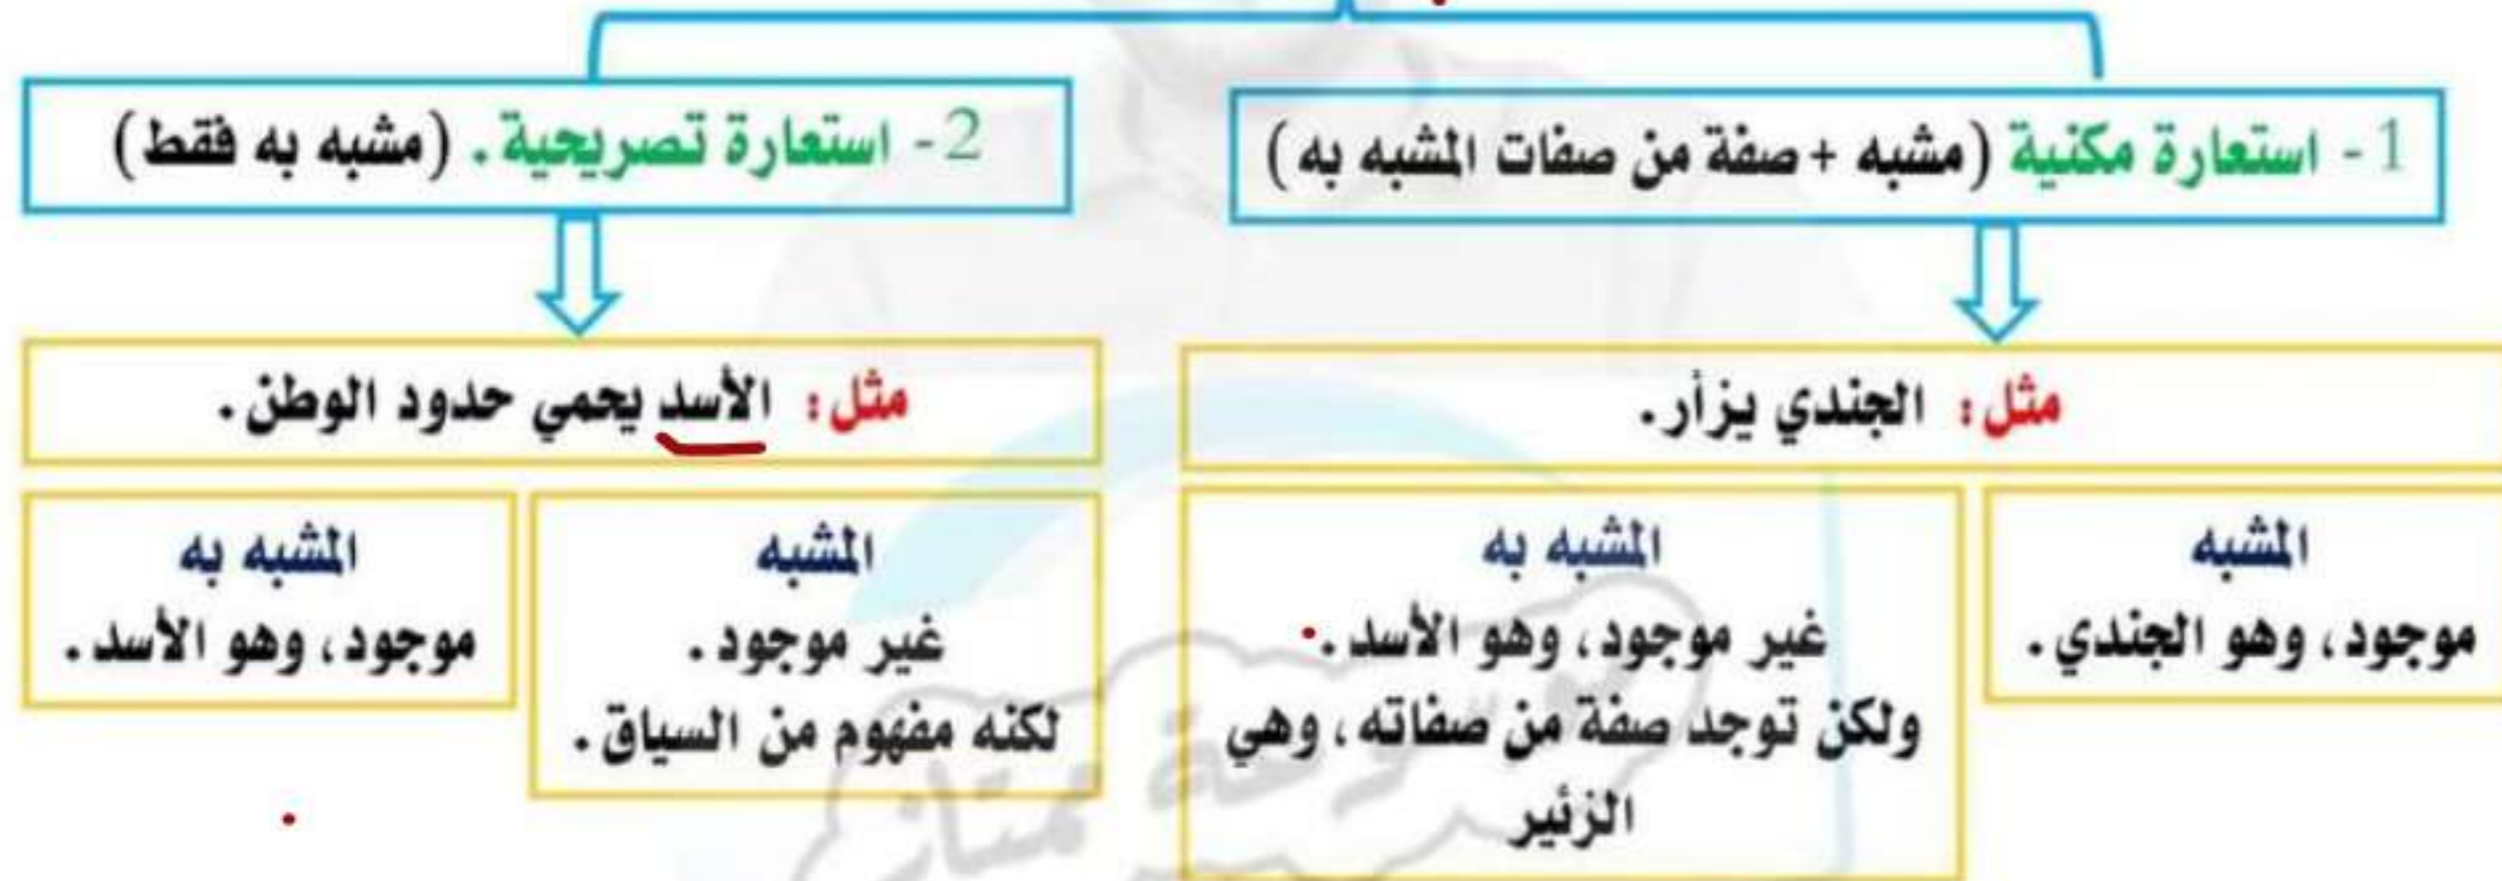 1- استعارة مكنية (مشبه + صفة من صفات المشبه به)
2- استعارة تصريحية. (مشبه به فقط)
مثل: الجندي يزأر.
مثل: الأسد يحمي حدود الوطن.
المشبه
موجود، وهو الجندي.
المشبه به
غير موجود، وهو الأسد.
ولكن توجد صفة من صفاته، وهي
الزئير
المشبه
غير موجود.
لكنه مفهوم من السياق.
المشبه به
موجود، وهو الأسد.